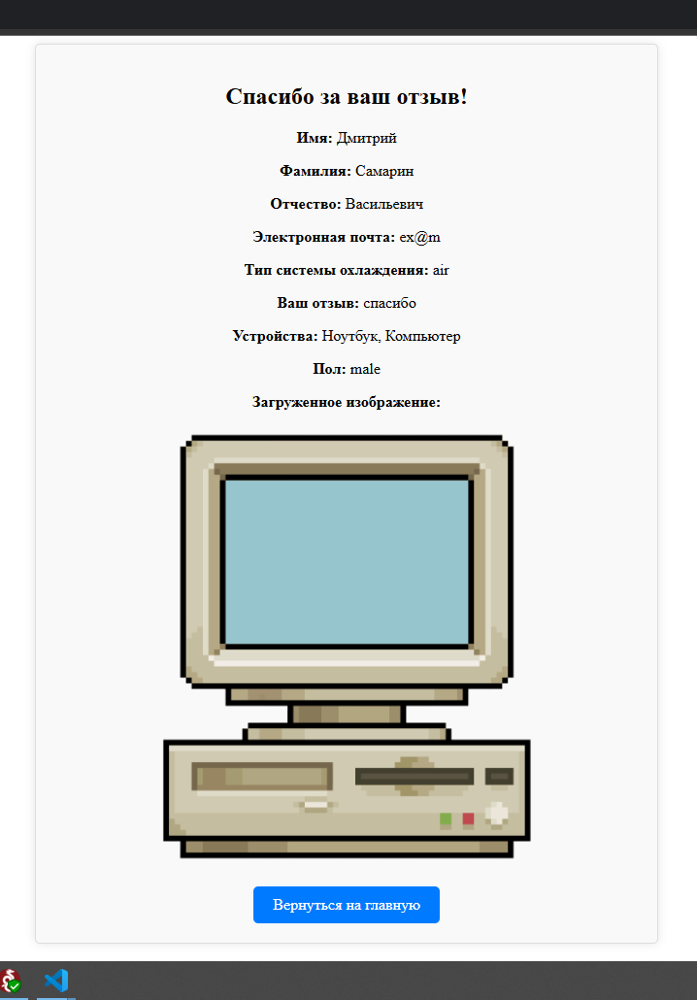 Спасибо за ваш отзыв!
Имя: Дмитрий
Фамилия: Самарин
Отчество: Васильевич
Электронная почта: ex@m
Тип системы охлаждения: air
Ваш отзыв: спасибо
Устройства: Ноутбук, Компьютер
Пол: male
Загруженное изображение:
Вернуться на главную